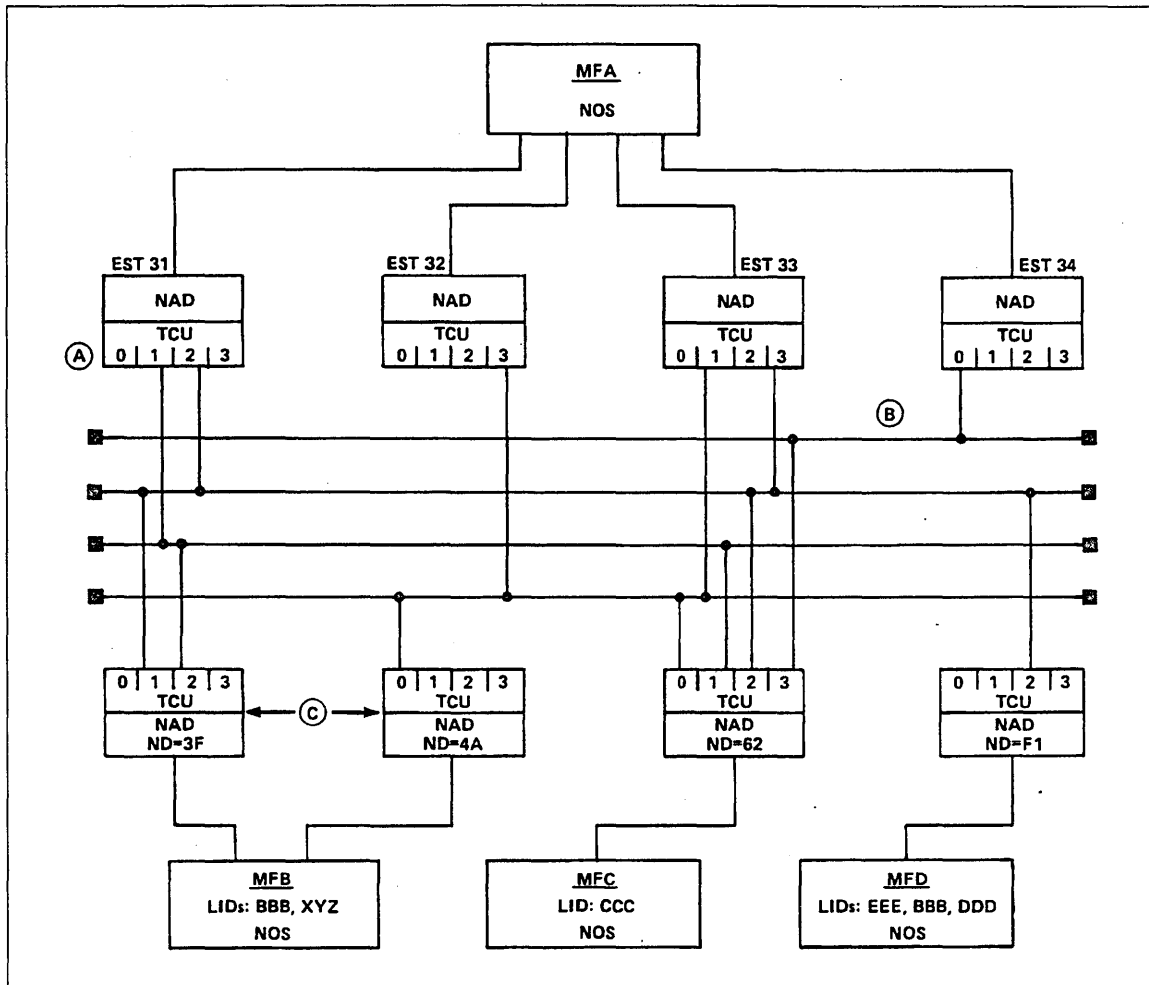 MFA
NOS
EST 31
EST 32
EST 33
EST 34
NAD
NAD
NAD
NAD
TCU
TCU
TCU
TCU
A
0 1 2 3
0 1 2 3
0 1 2 3
0 1 2 3
B
0 1 2 3
0 1 2 3
0 1 2 3
0 1 2 3
TCU
C
TCU
TCU
TCU
NAD
NAD
NAD
NAD
ND=3F
ND=4A
ND=62
ND=F1
MFB
MFC
MFD
LIDs: BBB, XYZ
LID: CCC
LIDs: EEE, BBB, DDD
NOS
NOS
NOS